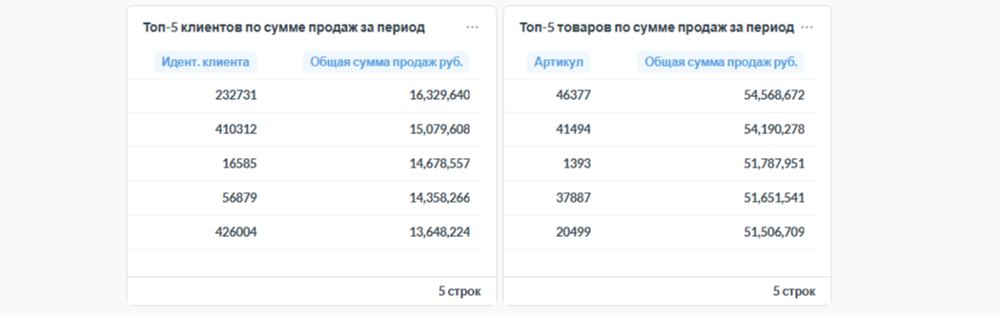 Топ-5 клиентов по сумме продаж за период
Идент. клиента Общая сумма продаж руб.
232731 16,329,640
410312 15,079,608
16585 14,678,557
56879 14,358,266
426004 13,648,224
5 строк
Топ-5 товаров по сумме продаж за период
Артикул Общая сумма продаж руб.
46377 54,568,672
41494 54,190,278
1393 51,787,951
37887 51,651,541
20499 51,506,709
5 строк